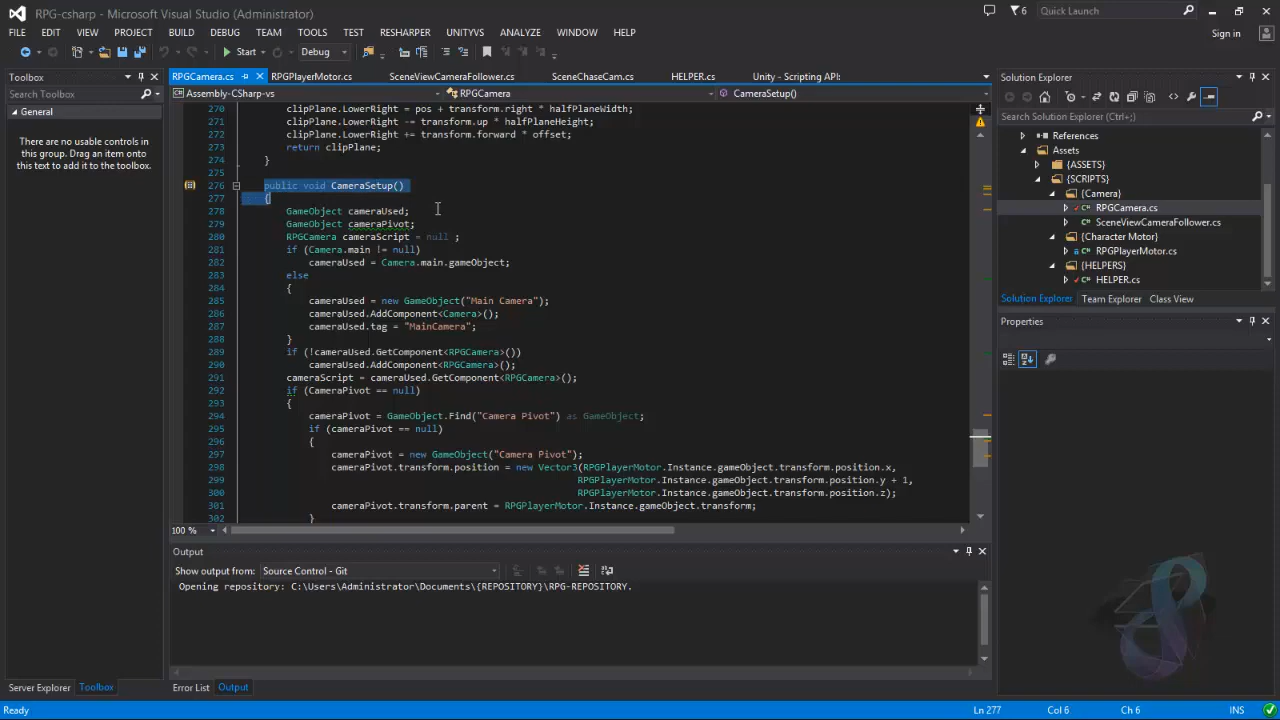 RPG-csharp - Microsoft Visual Studio (Administrator)
6
Quick Launch
FILE EDIT VIEW PROJECT BUILD DEBUG TEAM TOOLS TEST RESHARPER UNITYVS ANALYZE WINDOW HELP
Sign in
Start
Debug
Toolbox
Search Toolbox
General
There are no usable controls in
this group. Drag an item onto
this text to add it to the toolbox.
Server Explorer Toolbox
RPGCamera.cs RPGPlayerMotor.cs SceneViewCameraFollower.cs SceneChaseCam.cs HELPER.cs Unity - Scripting API:
Assembly-CSharp-vs RPGCamera CameraSetup()
270 clipPlane.LowerRight = pos + transform.right * halfPlaneWidth;
271 clipPlane.LowerRight -= transform.up * halfPlaneHeight;
272 clipPlane.LowerRight += transform.forward * offset;
273 return clipPlane;
274 }
275
276 public void CameraSetup()
277 {
278 GameObject cameraUsed;
279 GameObject cameraPivot;
280 RPGCamera cameraScript = null ;
281 if (Camera.main != null)
282 cameraUsed = Camera.main.gameObject;
283 else
284 {
285 cameraUsed = new GameObject("Main Camera");
286 cameraUsed.AddComponent<Camera>();
287 cameraUsed.tag = "MainCamera";
288 }
289 if (!cameraUsed.GetComponent<RPGCamera>())
290 cameraUsed.AddComponent<RPGCamera>();
291 cameraScript = cameraUsed.GetComponent<RPGCamera>();
292 if (CameraPivot == null)
293 {
294 cameraPivot = GameObject.Find("Camera Pivot") as GameObject;
295 if (cameraPivot == null)
296 {
297 cameraPivot = new GameObject("Camera Pivot");
298 cameraPivot.transform.position = new Vector3(RPGPlayerMotor.Instance.gameObject.transform.position.x,
299 RPGPlayerMotor.Instance.gameObject.transform.position.y + 1,
300 RPGPlayerMotor.Instance.gameObject.transform.position.z);
301 cameraPivot.transform.parent = RPGPlayerMotor.Instance.gameObject.transform;
302 }
100 %
Output
Show output from: Source Control - Git
Opening repository: C:\Users\Administrator\Documents\{REPOSITORY}\RPG-REPOSITORY.
Error List Output
Solution Explorer
Search Solution Explorer (Ctrl+;)
References
Assets
{ASSETS}
{SCRIPTS}
{Camera}
RPGCamera.cs
SceneViewCameraFollower.cs
{Character Motor}
RPGPlayerMotor.cs
{HELPERS}
HELPER.cs
Solution Explorer Team Explorer Class View
Properties
Ready Ln 277 Col 6 Ch 6 INS